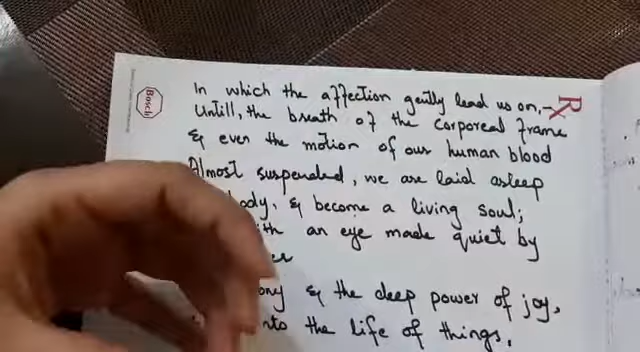 Bosch
In which the affection gently lead us on,-
Untill, the breath of the corporeal frame
& even the motion of our human blood
Almost suspended, we are laid asleep
body, & become a living soul;
an eye made quiet by
& the deep power of joy,
the life of things.